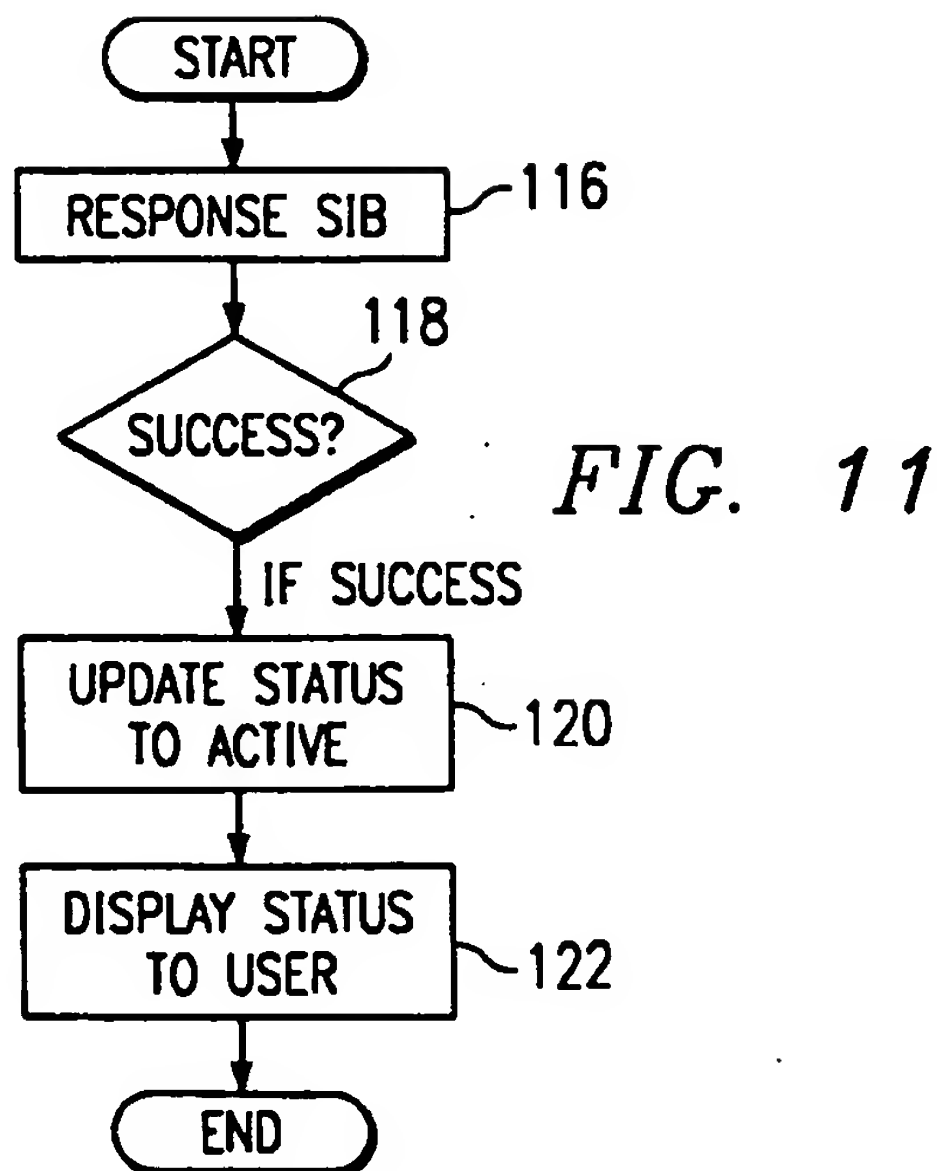 START
RESPONSE SIB
116
118
SUCCESS?
FIG. 11
IF SUCCESS
UPDATE STATUS
TO ACTIVE
120
DISPLAY STATUS
TO USER
122
END